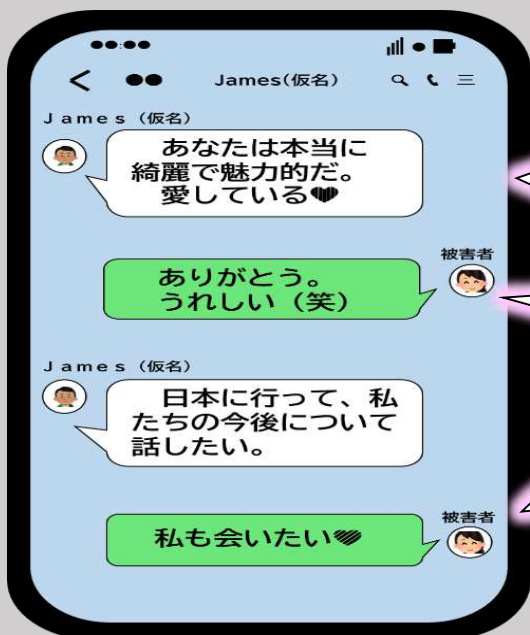 ●●:●●
●● James(仮名)
James（仮名）
あなたは本当に
綺麗で魅力的だ。
愛している♥
被害者
ありがとう。
うれしい（笑）
James（仮名）
日本に行って、私
たちの今後について
話したい。
被害者
私も会いたい♥